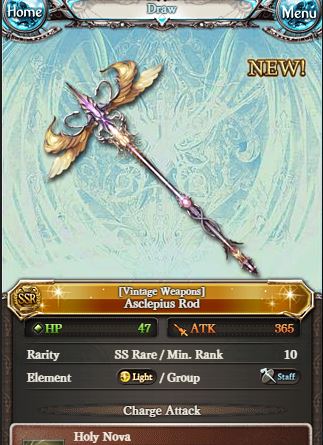 Home
Draw
Menu
NEW!
SSR
[Vintage Weapons]
Asclepius Rod
HP 47 ATK 365
Rarity SS Rare / Min. Rank 10
Element Light / Group Staff
Charge Attack
Holy Nova